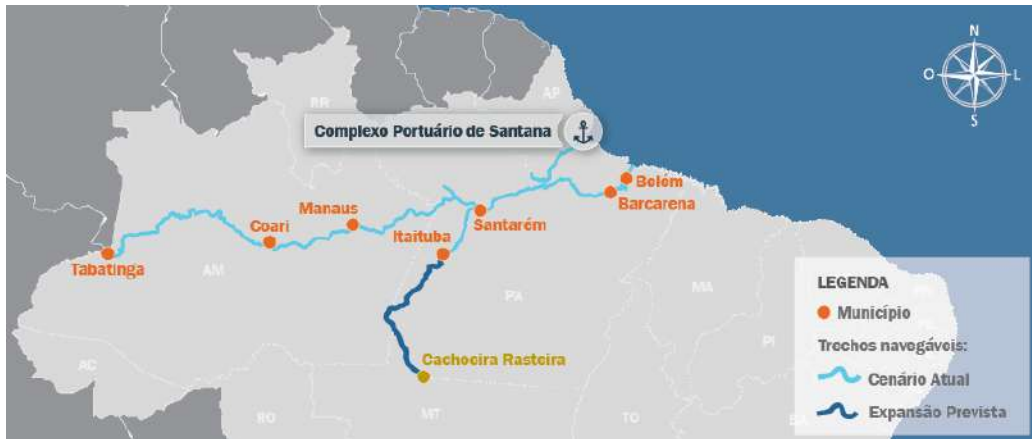 N
O
L
S
RR
AP
Complexo Portuário de Santana
Belém
Barcarena
Manaus
Santarém
Coari
Itaituba
Tabatinga
AM
PA
MA
PI
Cachoeira Rasteira
AC
RO
MT
TO
BA
LEGENDA
Município
Trechos navegáveis:
Cenário Atual
Expansão Prevista